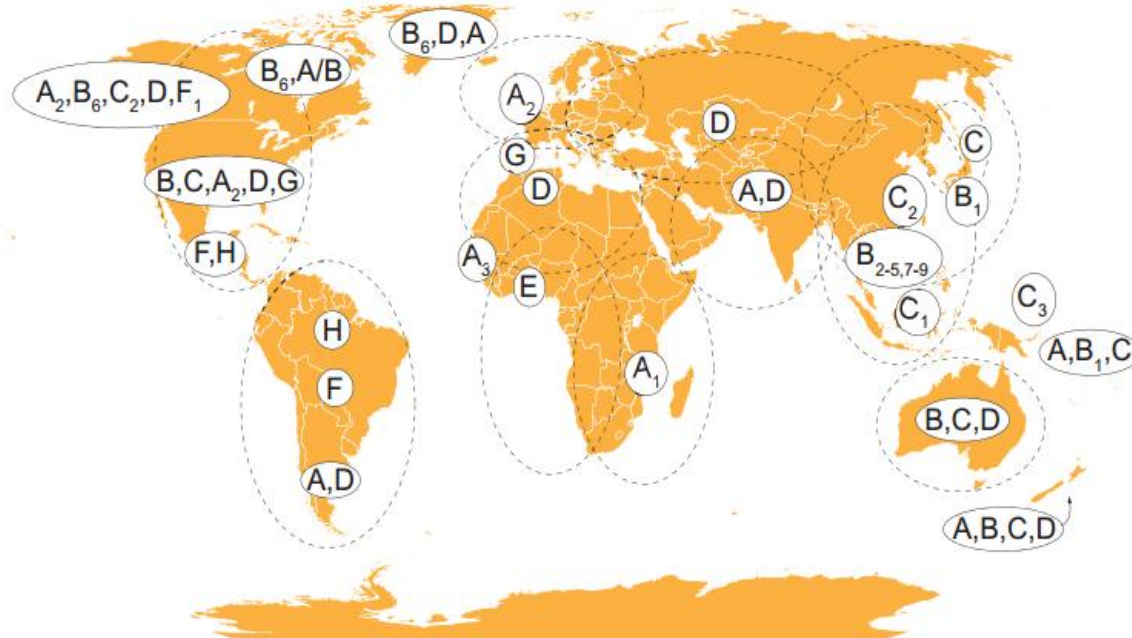 B₆,D,A
B₆,A/B
A₂,B₆,C₂,D,F₁
A₂
D
C
G
B,C,A₂,D,G
D
A,D
C₂
B₁
F,H
A₃
E
B₂₋₅,₇₋₉
C₁
C₃
H
A,B₁,C
A₁
F
B,C,D
A,D
A,B,C,D